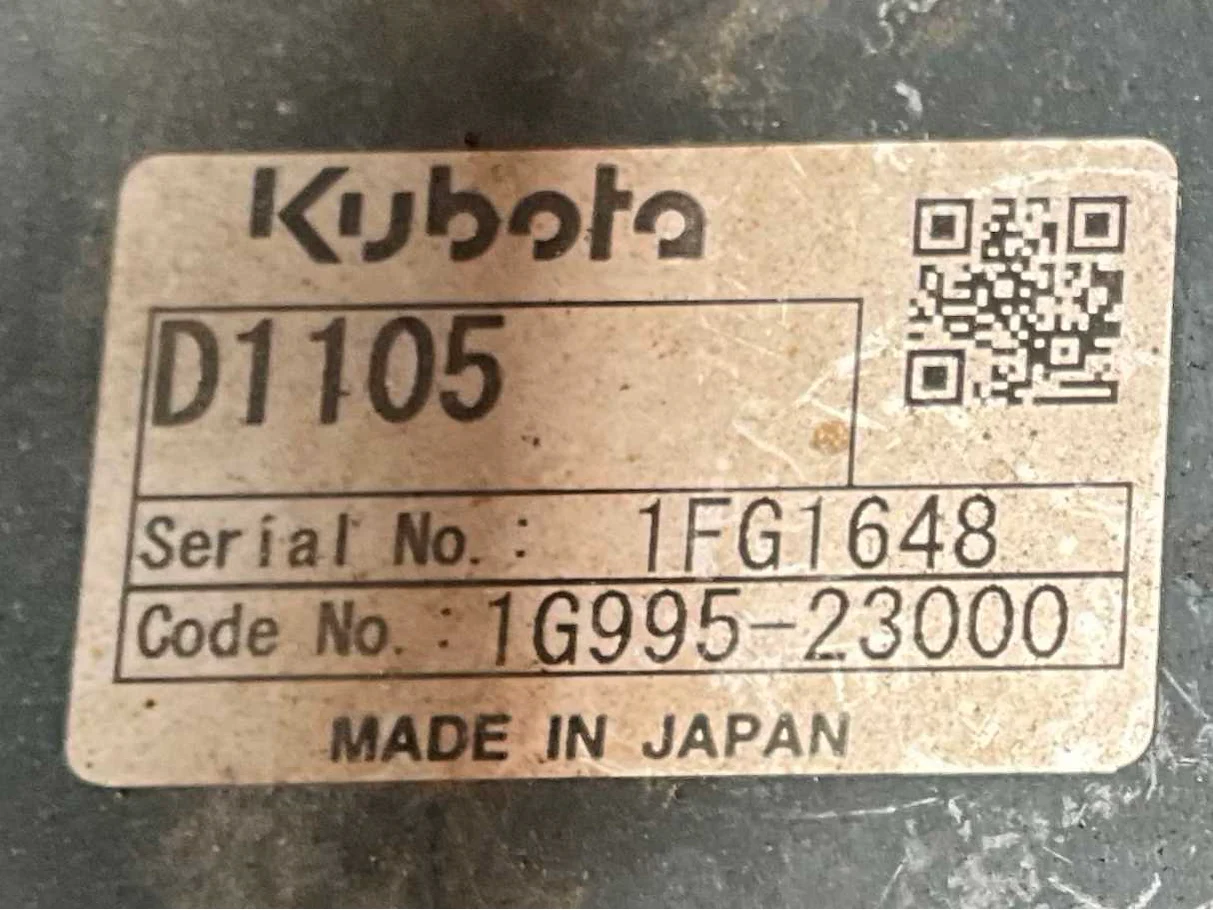 Kubota
D1105
Serial No.: 1FG1648
Code No.: 1G995-23000
MADE IN JAPAN